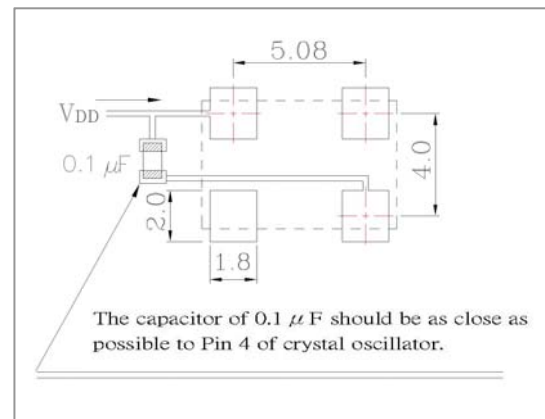 5.08
VDD
0.1 μF
4.0
2.0
1.8
The capacitor of 0.1 μ F should be as close as
possible to Pin 4 of crystal oscillator.